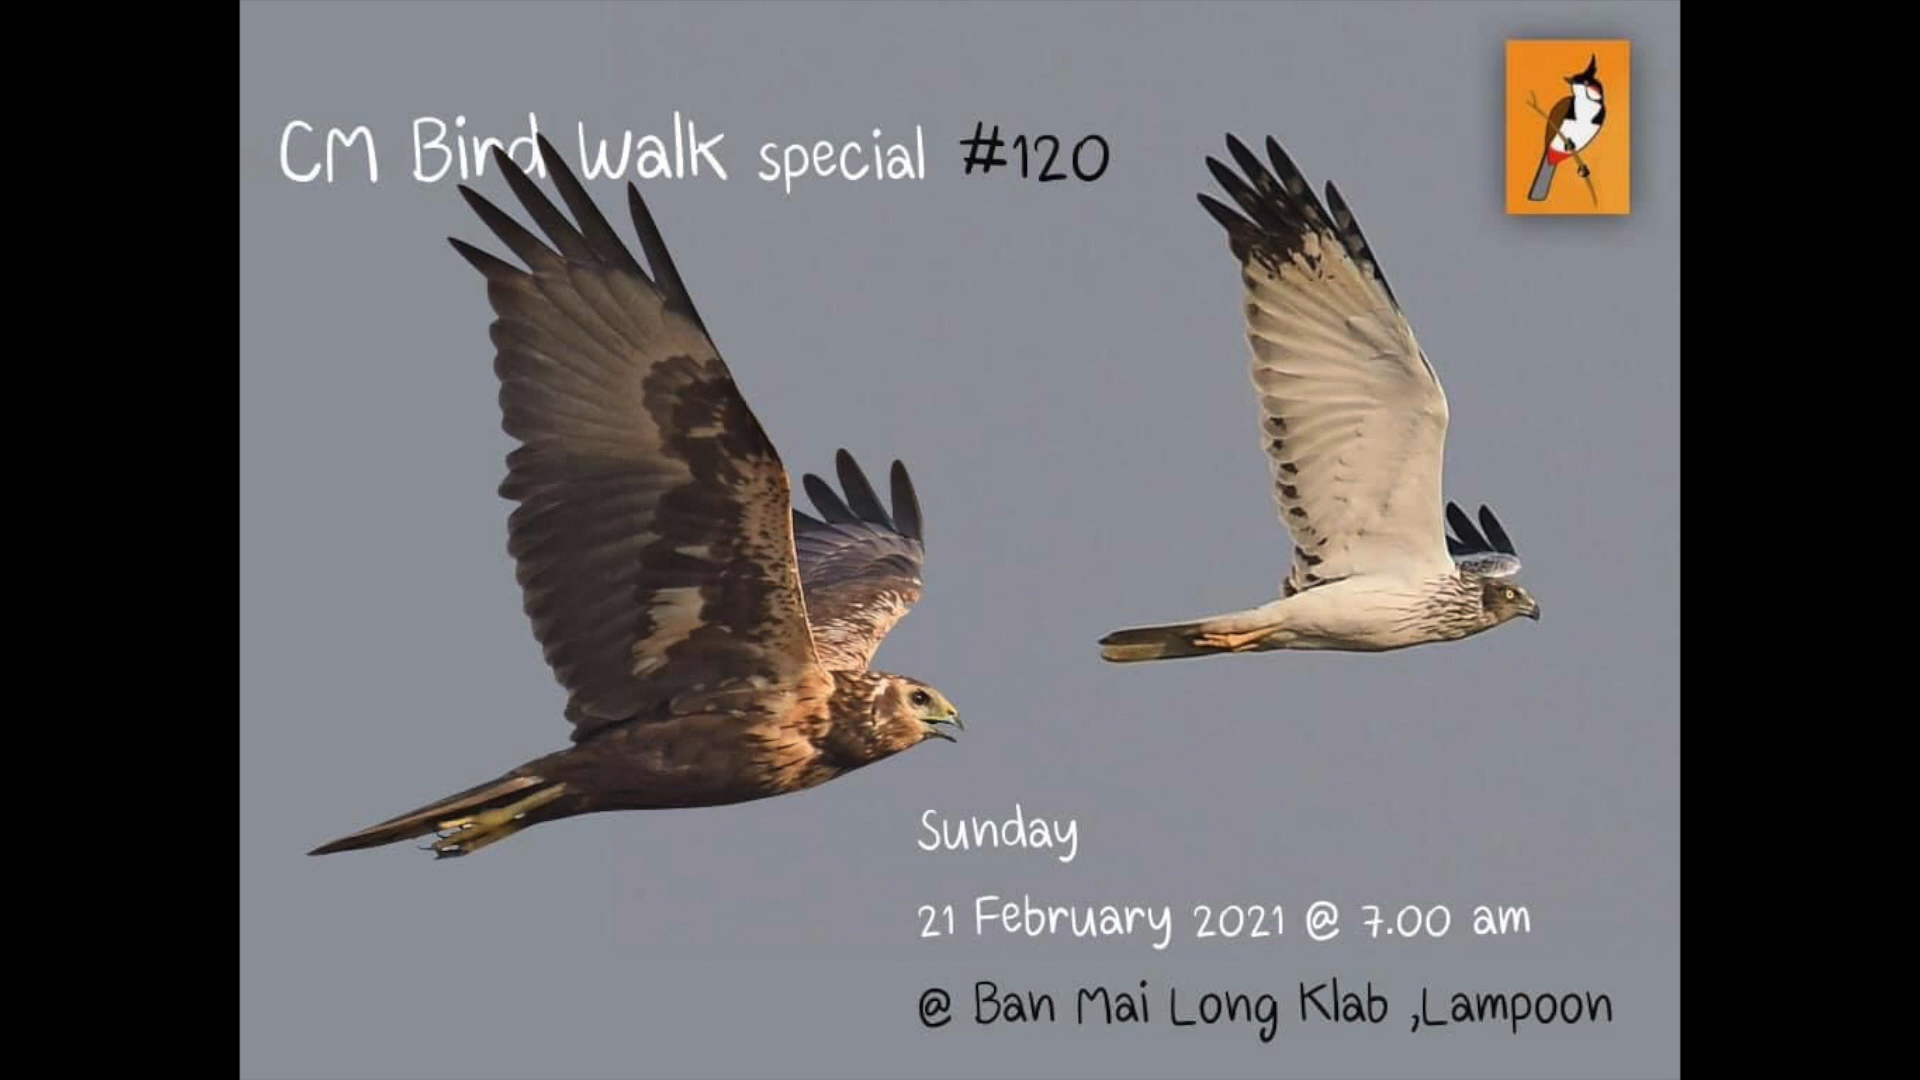 CM Bird Walk special #120
Sunday
21 February 2021 @ 7.00 am
@ Ban Mai Long Klab ,Lampoon